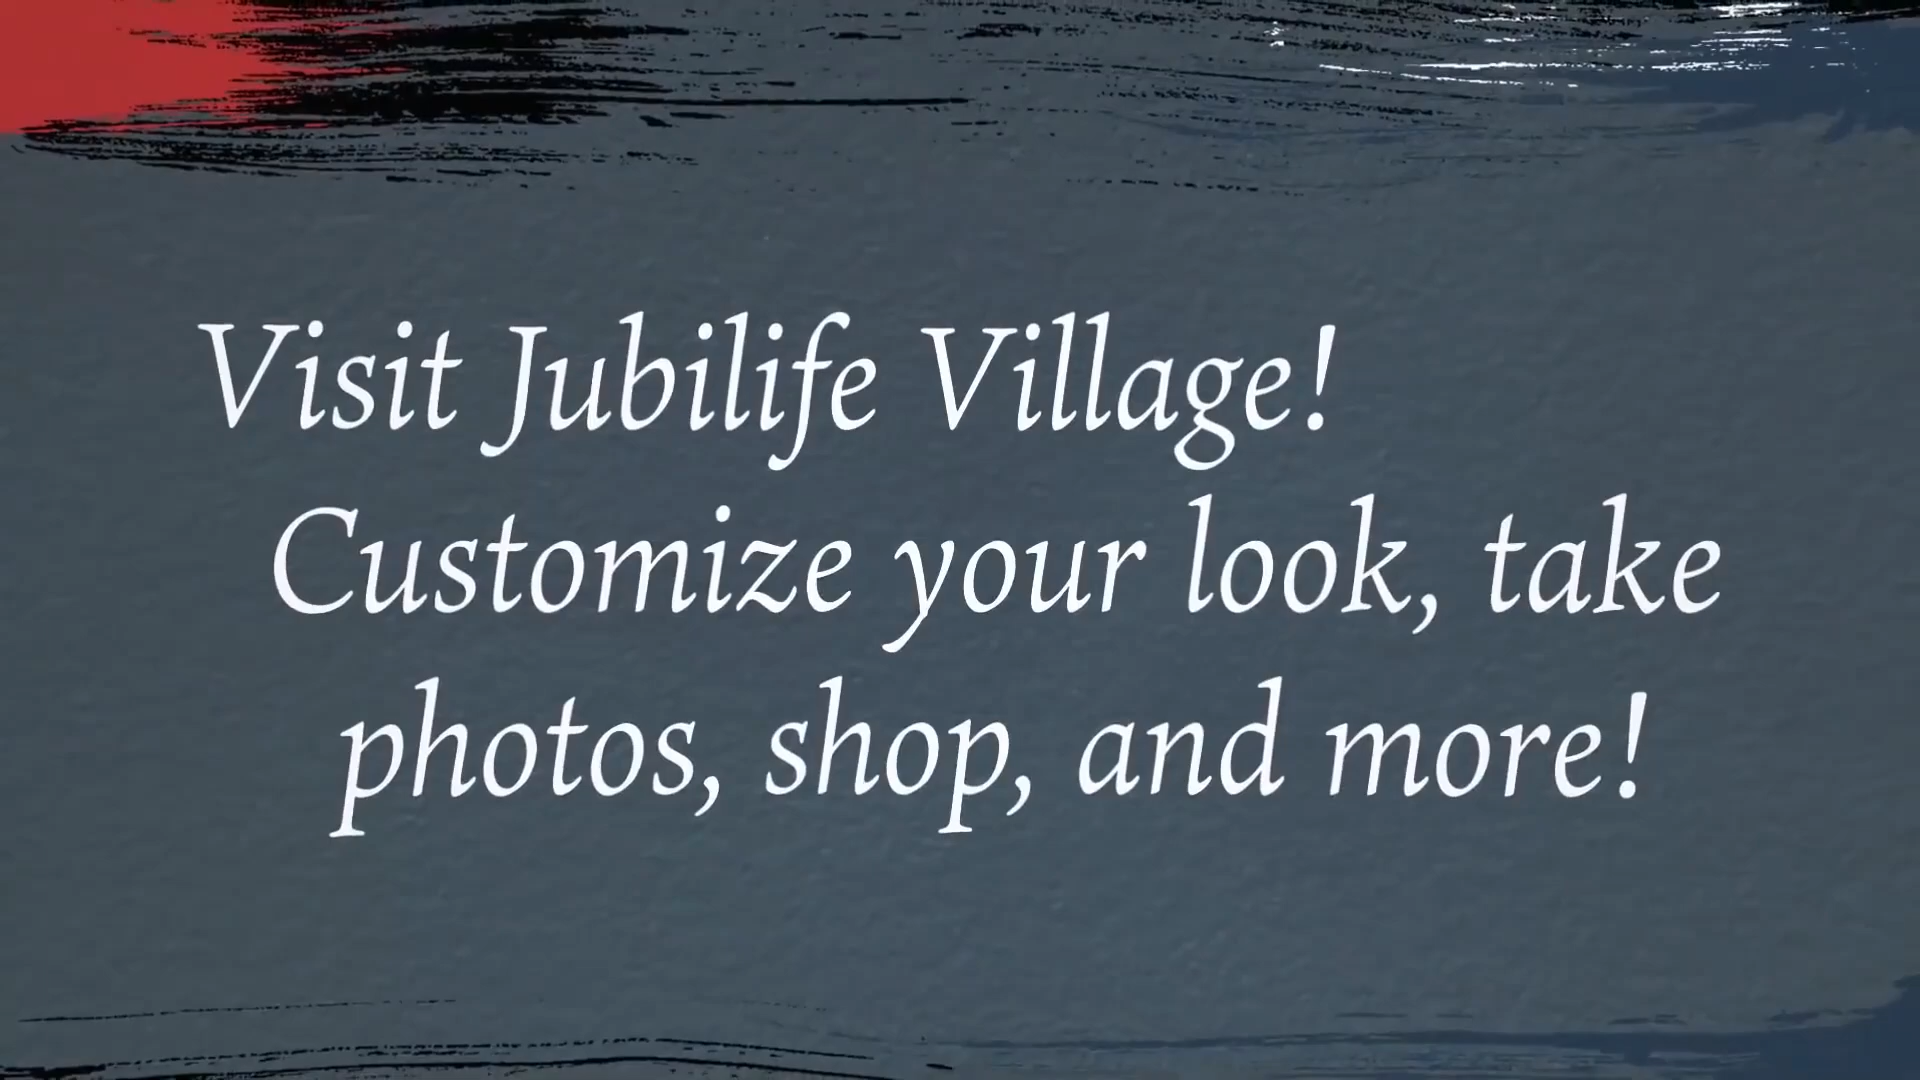 Visit Jubilife Village!
Customize your look, take
photos, shop, and more!